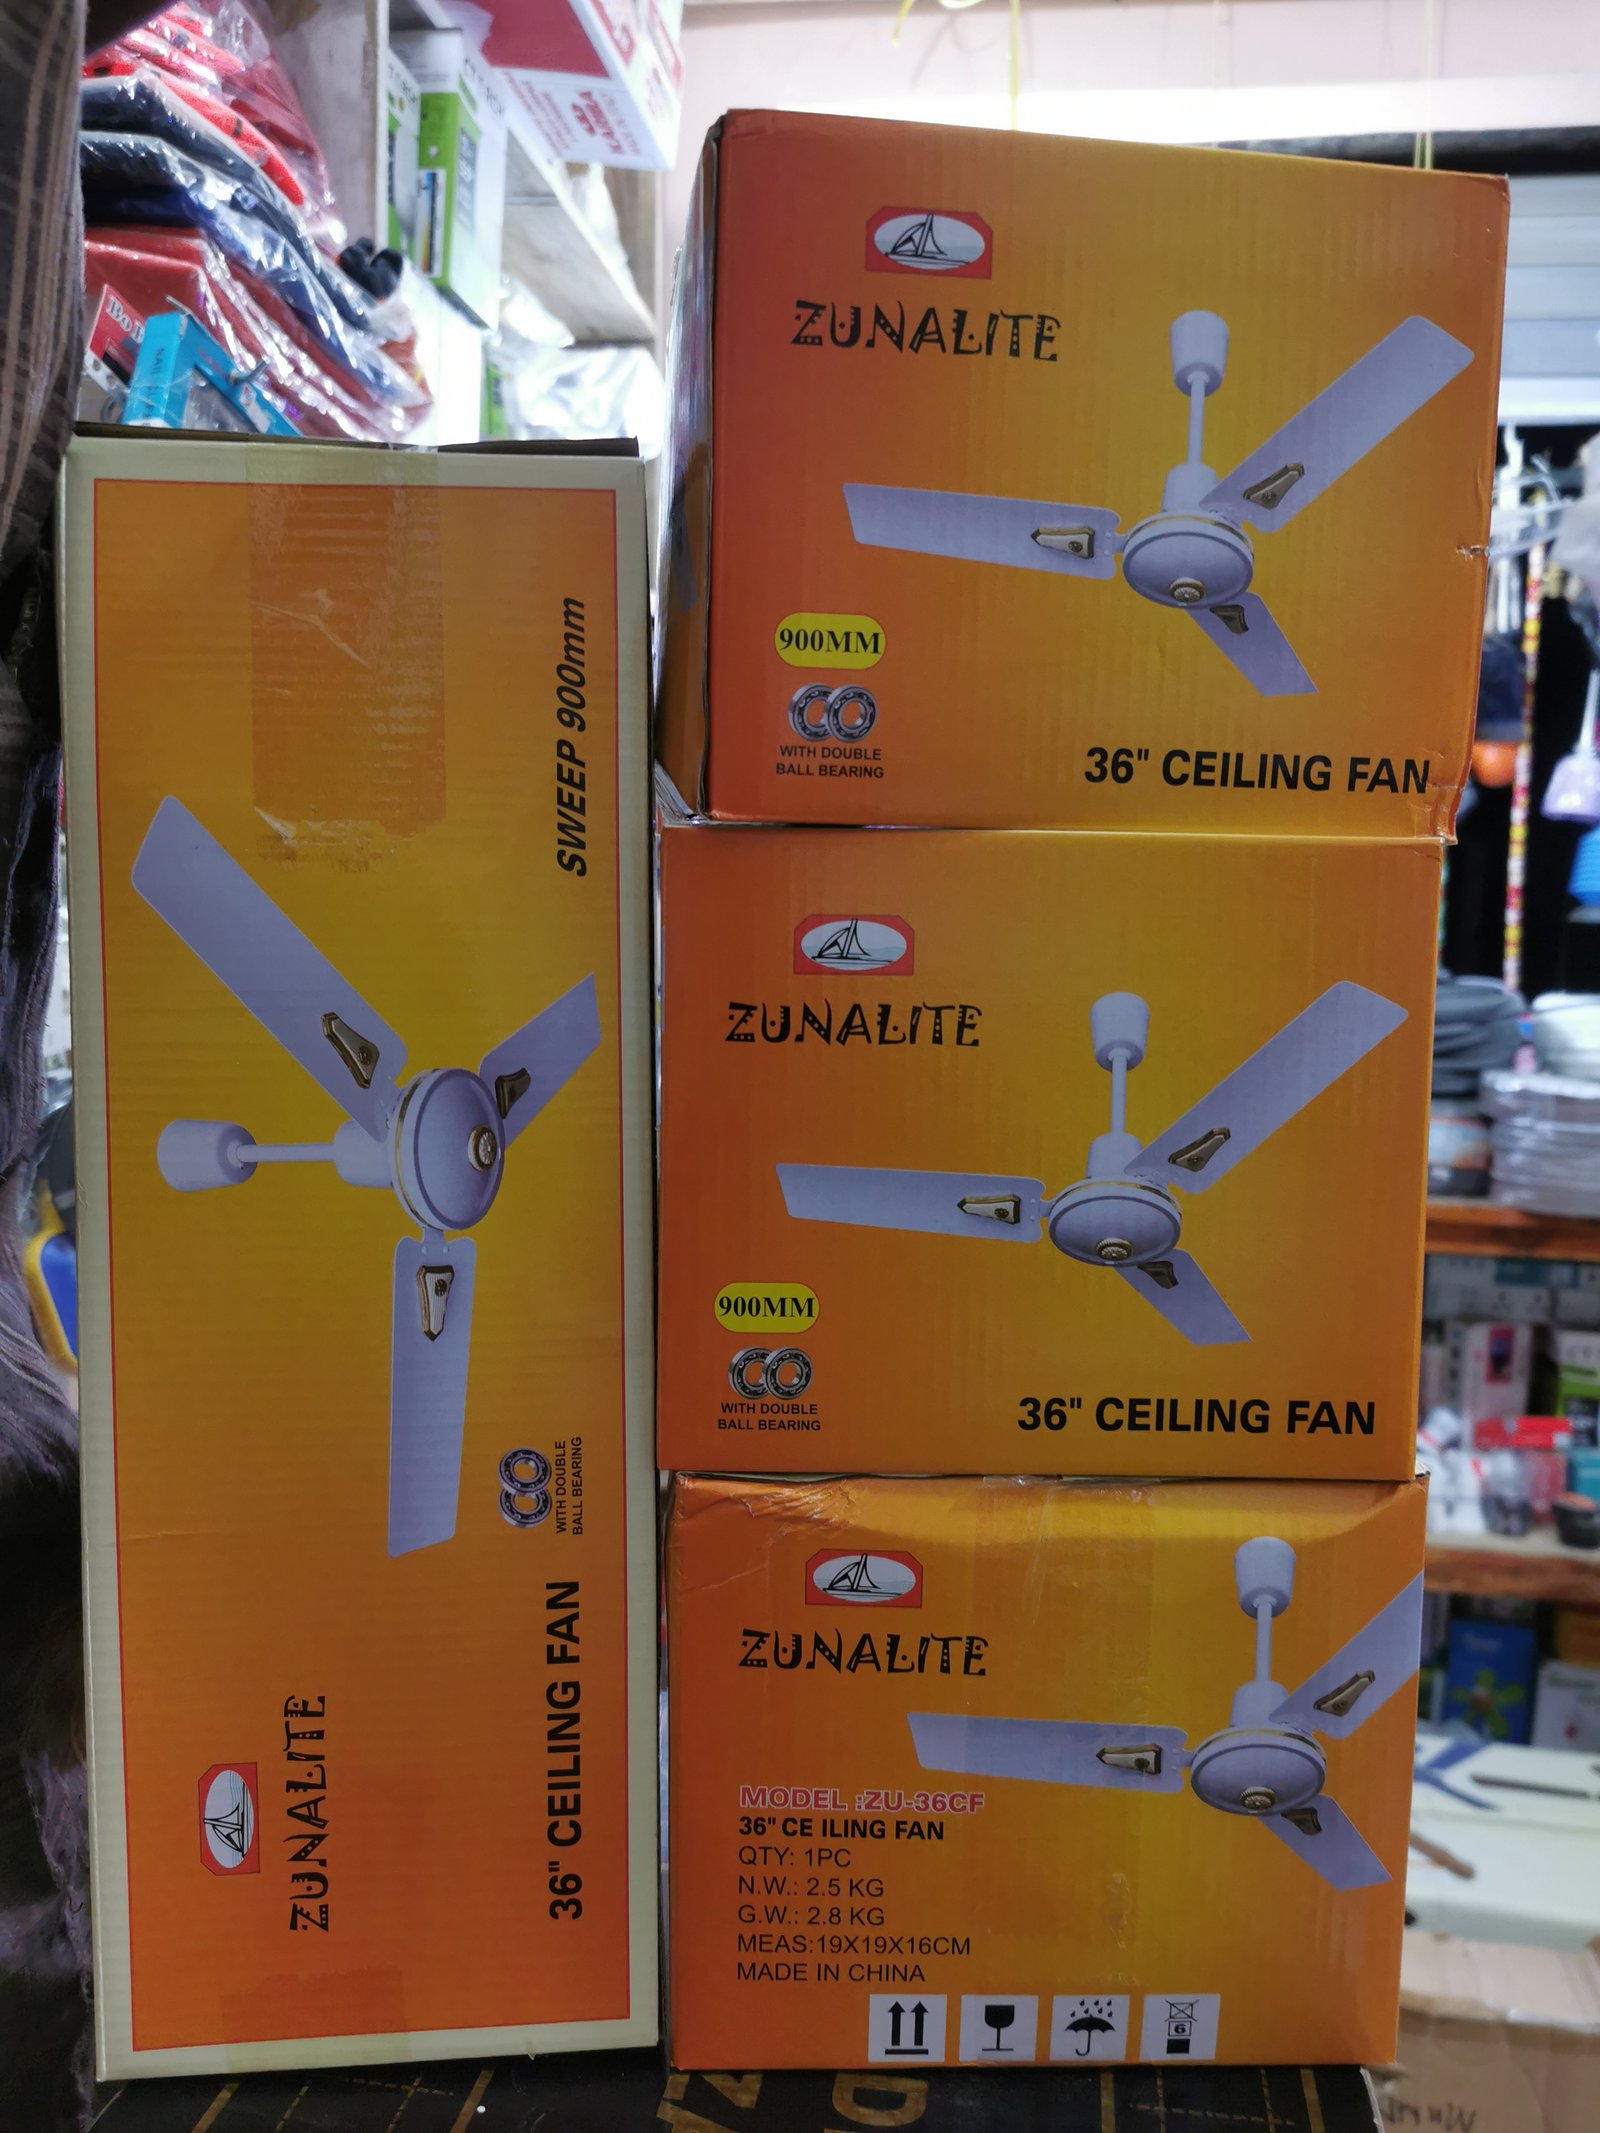 ZUNALITE
900MM
WITH DOUBLE
BALL BEARING
36" CEILING FAN
ZUNALITE
900MM
WITH DOUBLE
BALL BEARING
36" CEILING FAN
ZUNALITE
MODEL :ZU-36CF
36" CE ILING FAN
QTY: 1PC
N.W.: 2.5 KG
G.W.: 2.8 KG
MEAS:19X19X16CM
MADE IN CHINA
6
SWEEP 900mm
WITH DOUBLE
BALL BEARING
ZUNALITE
36" CEILING FAN
NAIL